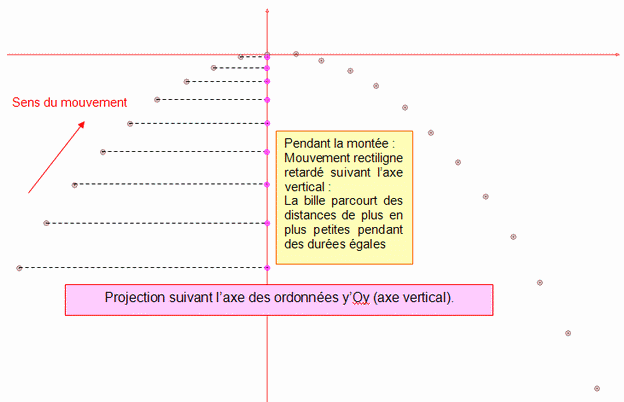 Sens du mouvement
Pendant la montée :
Mouvement rectiligne
retardé suivant l'axe
vertical :
La bille parcourt des
distances de plus en
plus petites pendant
des durées égales
Projection suivant l'axe des ordonnées y'Oy (axe vertical).